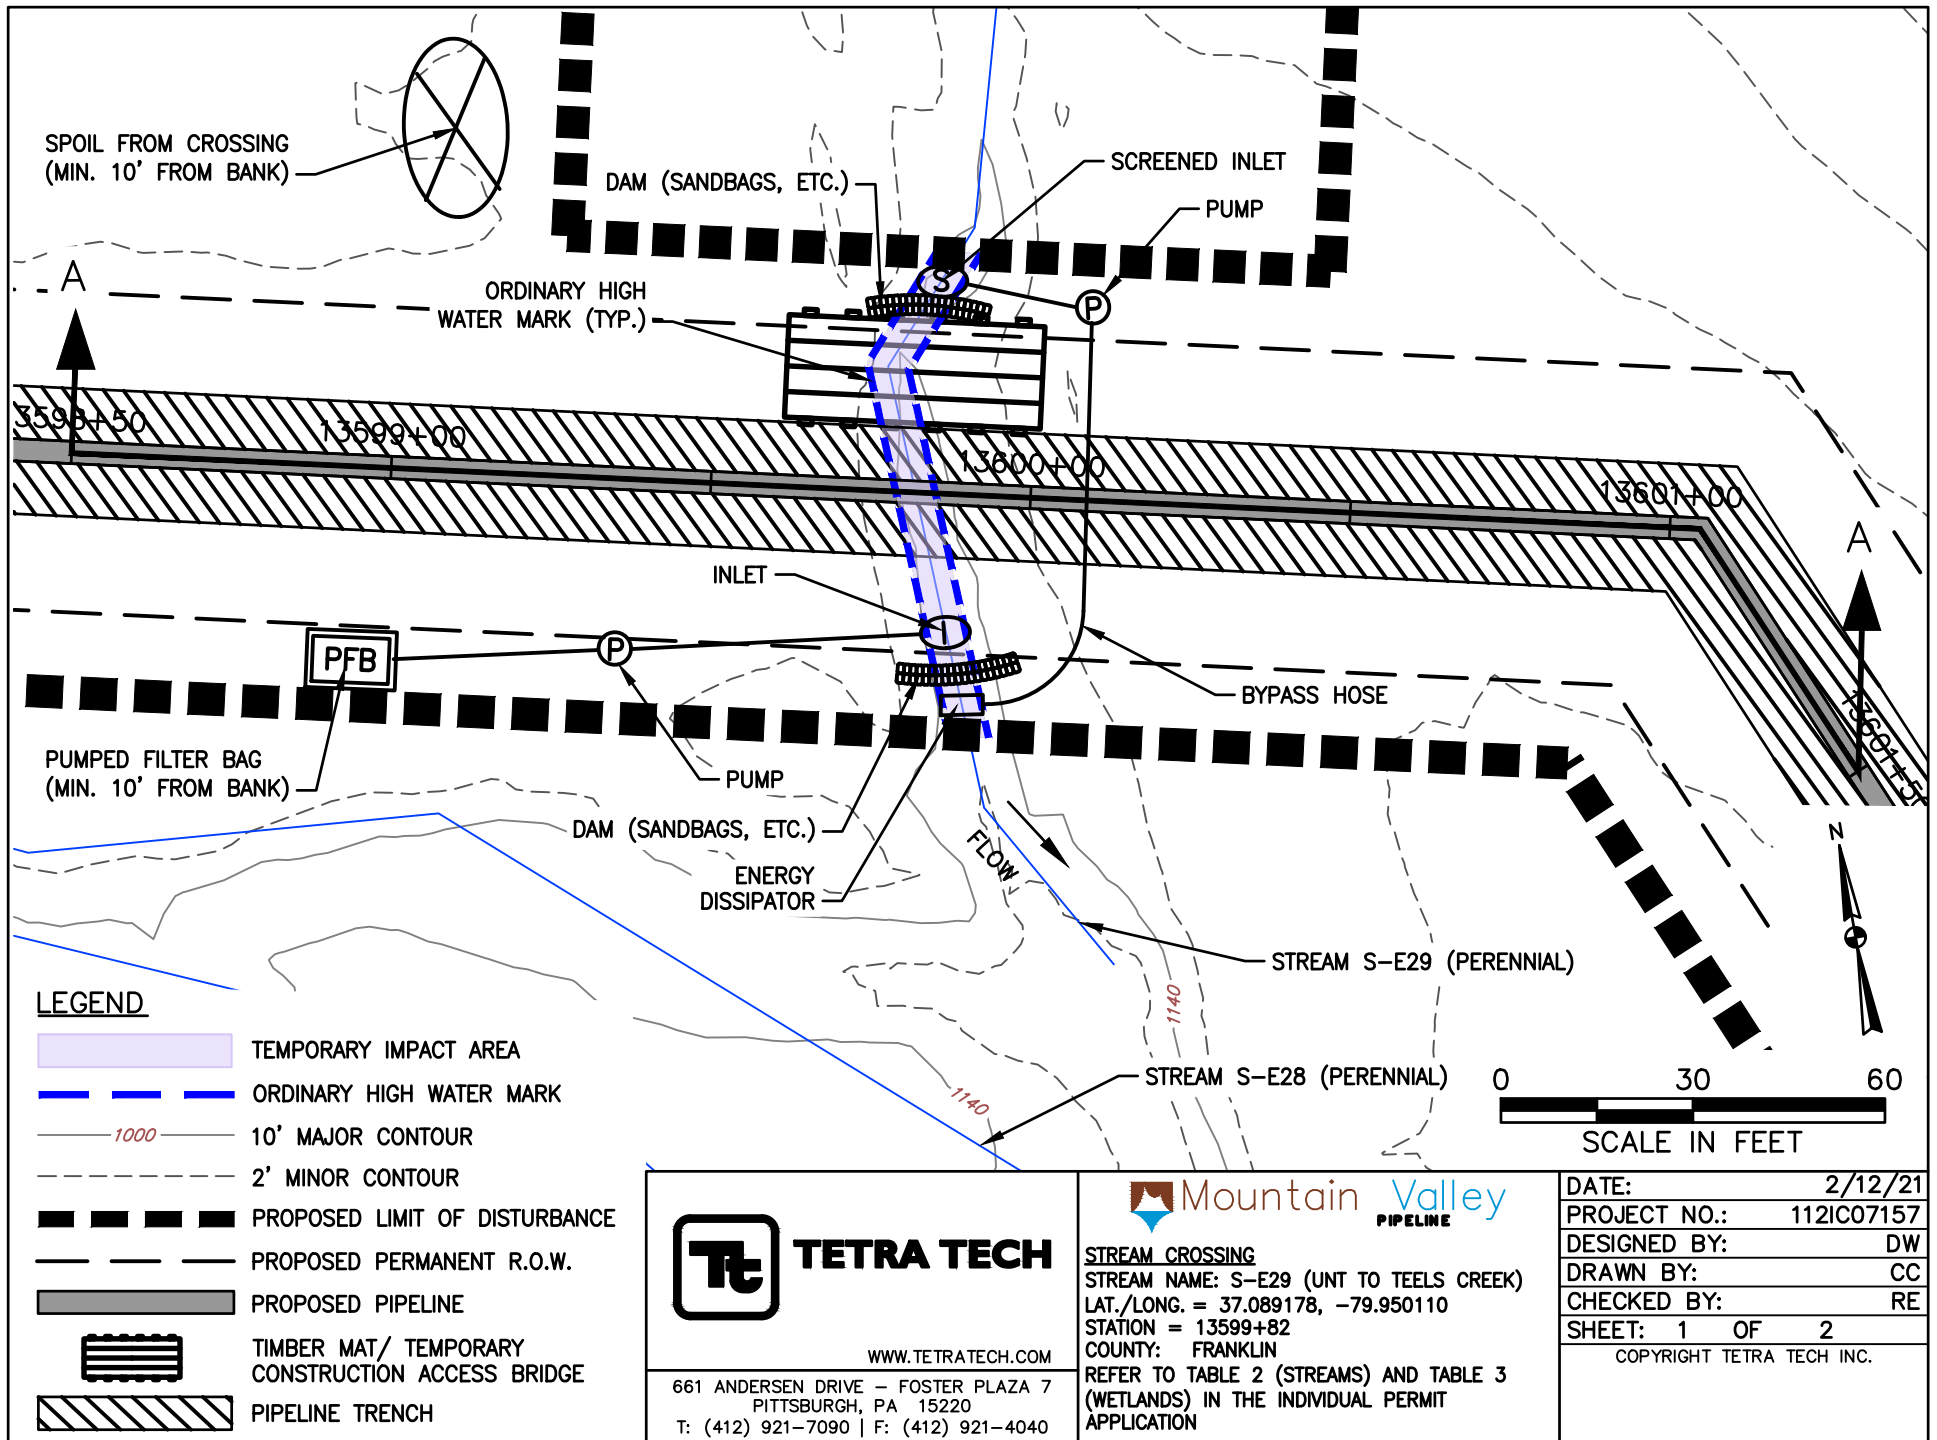 SPOIL FROM CROSSING
(MIN. 10' FROM BANK)
DAM (SANDBAGS, ETC.)
SCREENED INLET
PUMP
A
S
P
ORDINARY HIGH
WATER MARK (TYP.)
13599+00
13600+00
13601+00
A
INLET
I
P
PFB
BYPASS HOSE
PUMPED FILTER BAG
(MIN. 10' FROM BANK)
PUMP
DAM (SANDBAGS, ETC.)
ENERGY
DISSIPATOR
FLOW
N
STREAM S-E29 (PERENNIAL)
1140
STREAM S-E28 (PERENNIAL)
1140
0 30 60
SCALE IN FEET
LEGEND
TEMPORARY IMPACT AREA
ORDINARY HIGH WATER MARK
1000
10' MAJOR CONTOUR
2' MINOR CONTOUR
PROPOSED LIMIT OF DISTURBANCE
PROPOSED PERMANENT R.O.W.
PROPOSED PIPELINE
TIMBER MAT/ TEMPORARY
CONSTRUCTION ACCESS BRIDGE
PIPELINE TRENCH
Tt TETRA TECH
WWW.TETRATECH.COM
661 ANDERSEN DRIVE – FOSTER PLAZA 7
PITTSBURGH, PA 15220
T: (412) 921-7090 | F: (412) 921-4040
Mountain Valley
PIPELINE
STREAM CROSSING
STREAM NAME: S-E29 (UNT TO TEELS CREEK)
LAT./LONG. = 37.089178, -79.950110
STATION = 13599+82
COUNTY: FRANKLIN
REFER TO TABLE 2 (STREAMS) AND TABLE 3
(WETLANDS) IN THE INDIVIDUAL PERMIT
APPLICATION
DATE: 2/12/21
PROJECT NO.: 112IC07157
DESIGNED BY: DW
DRAWN BY: CC
CHECKED BY: RE
SHEET: 1 OF 2
COPYRIGHT TETRA TECH INC.